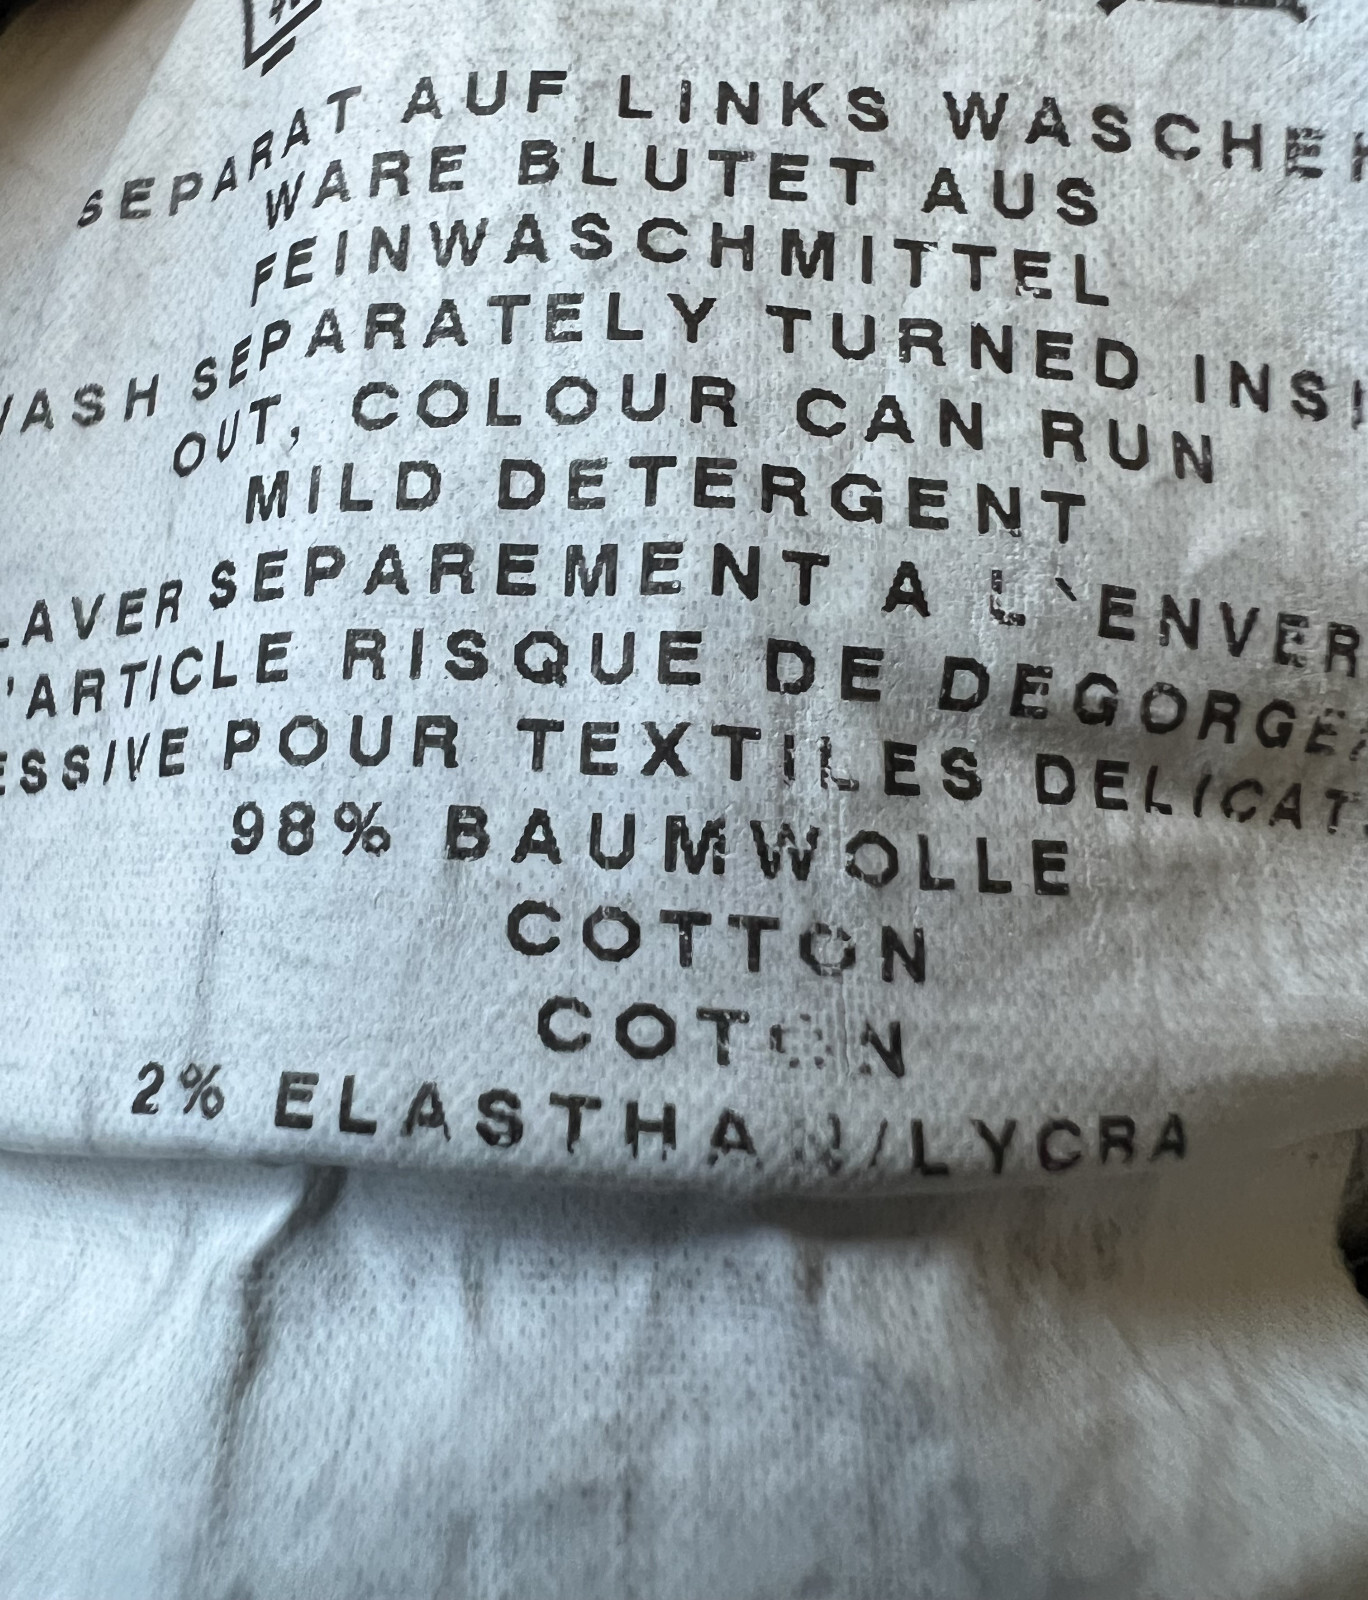 SEPARAT AUF LINKS WASCHEN
WARE BLUTET AUS
FEINWASCHMITTEL
WASH SEPARATELY TURNED INSI
OUT, COLOUR CAN RUN
MILD DETERGENT
LAVER SEPAREMENT A L`ENVER
'ARTICLE RISQUE DE DEGORGER
ESSIVE POUR TEXTILES DELICAT
98% BAUMWOLLE
COTTON
COTON
2% ELASTHAN/LYCRA